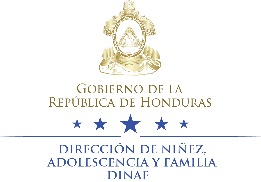 GOBIERNO DE LA
REPÚBLICA DE HONDURAS
DIRECCIÓN DE NIÑEZ,
ADOLESCENCIA Y FAMILIA
DINAF